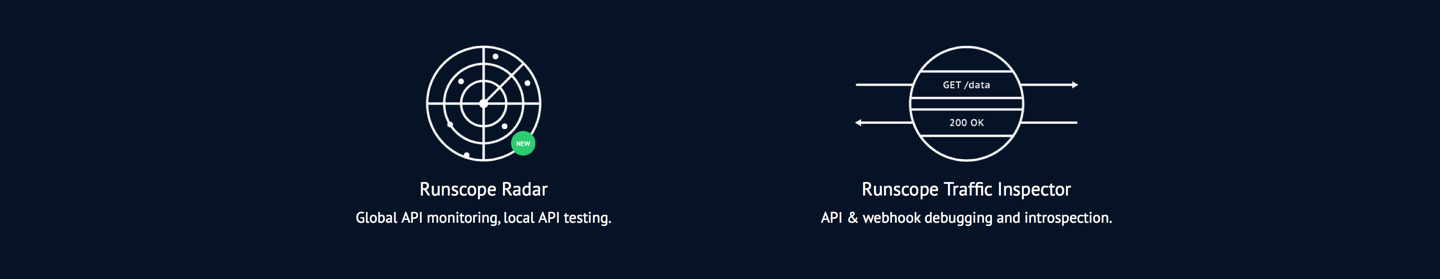 NEW
Runscope Radar
Global API monitoring, local API testing.
GET /data
200 OK
Runscope Traffic Inspector
API & webhook debugging and introspection.